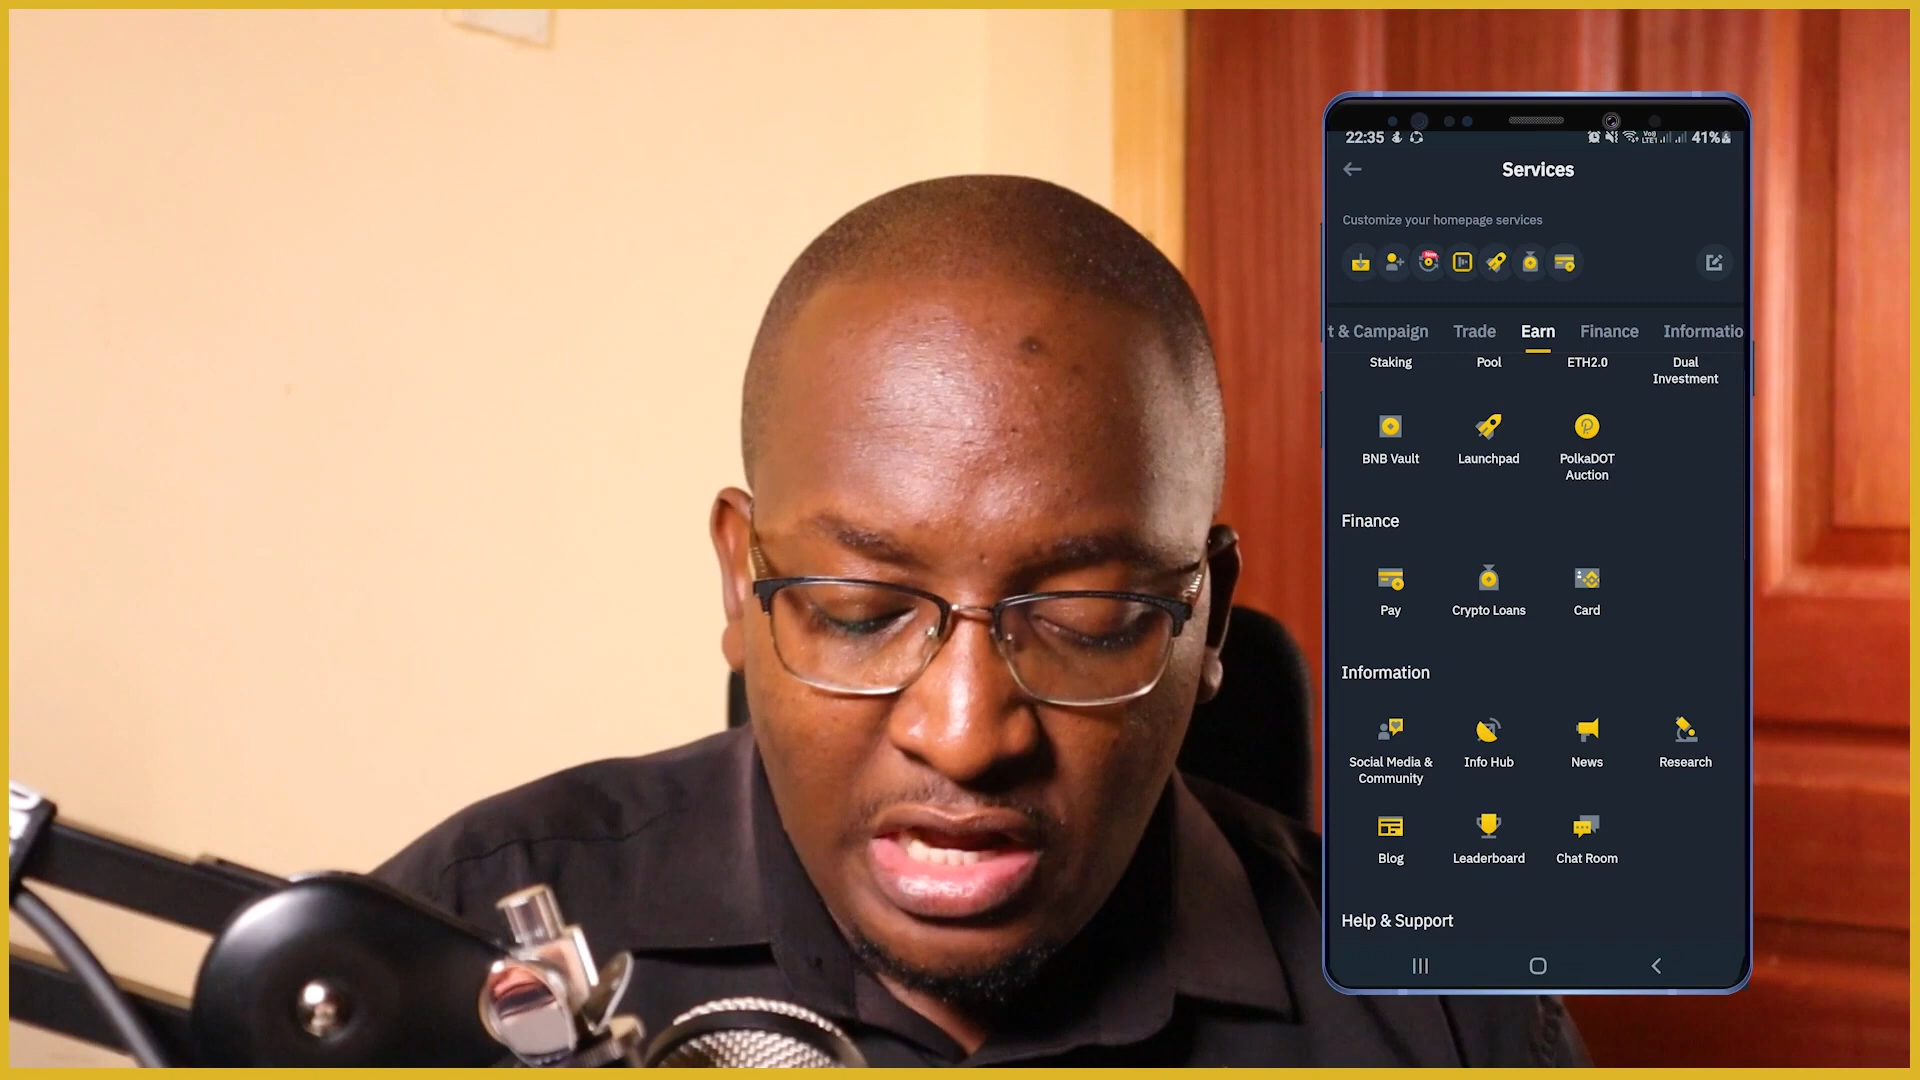 22:35
41%
Services
Customize your homepage services
New
t & Campaign Trade Earn Finance Informatio
Staking Pool ETH2.0 Dual Investment
BNB Vault Launchpad PolkaDOT Auction
Finance
Pay Crypto Loans Card
Information
Social Media & Community Info Hub News Research
Blog Leaderboard Chat Room
Help & Support